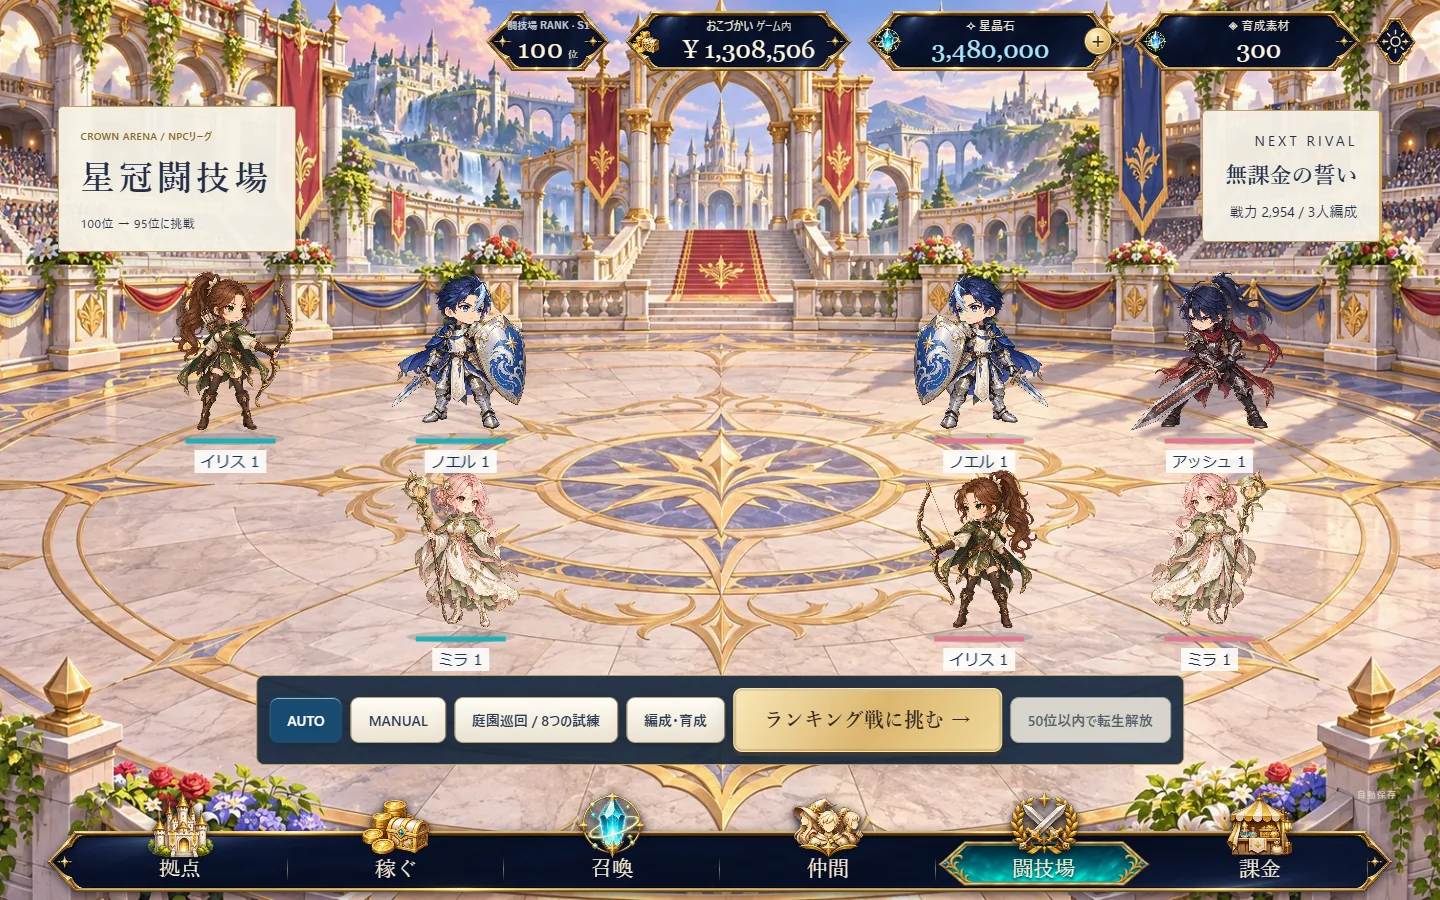 闘技場 RANK · S1
100 位
おこづかい ゲーム内
¥ 1,308,506
✧ 星晶石
3,480,000
+
◈ 育成素材
300
CROWN ARENA / NPCリーグ
星冠闘技場
100位 → 95位に挑戦
NEXT RIVAL
無課金の誓い
戦力 2,954 / 3人編成
イリス 1
ノエル 1
ノエル 1
アッシュ 1
ミラ 1
イリス 1
ミラ 1
AUTO
MANUAL
庭園巡回 / 8つの試練
編成・育成
ランキング戦に挑む →
50位以内で転生解放
自動保存
拠点
稼ぐ
召喚
仲間
闘技場
課金